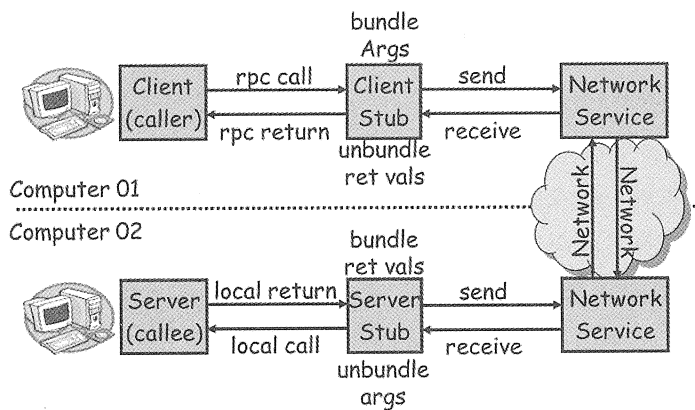 bundle
Args
Client
(caller)
rpc call
rpc return
Client
Stub
send
receive
Network
Service
unbundle
ret vals
Computer 01
Network
Network
Computer 02
bundle
ret vals
Server
(callee)
local return
local call
Server
Stub
send
receive
Network
Service
unbundle
args